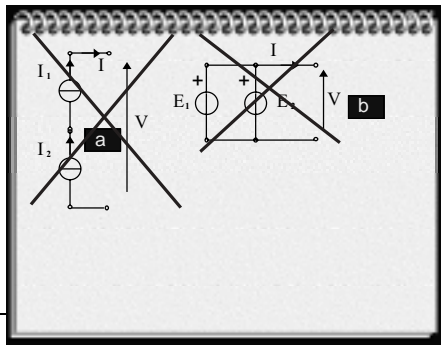 I₁ I
V
I₂ a
I
+ +
E₁ E₂ V b